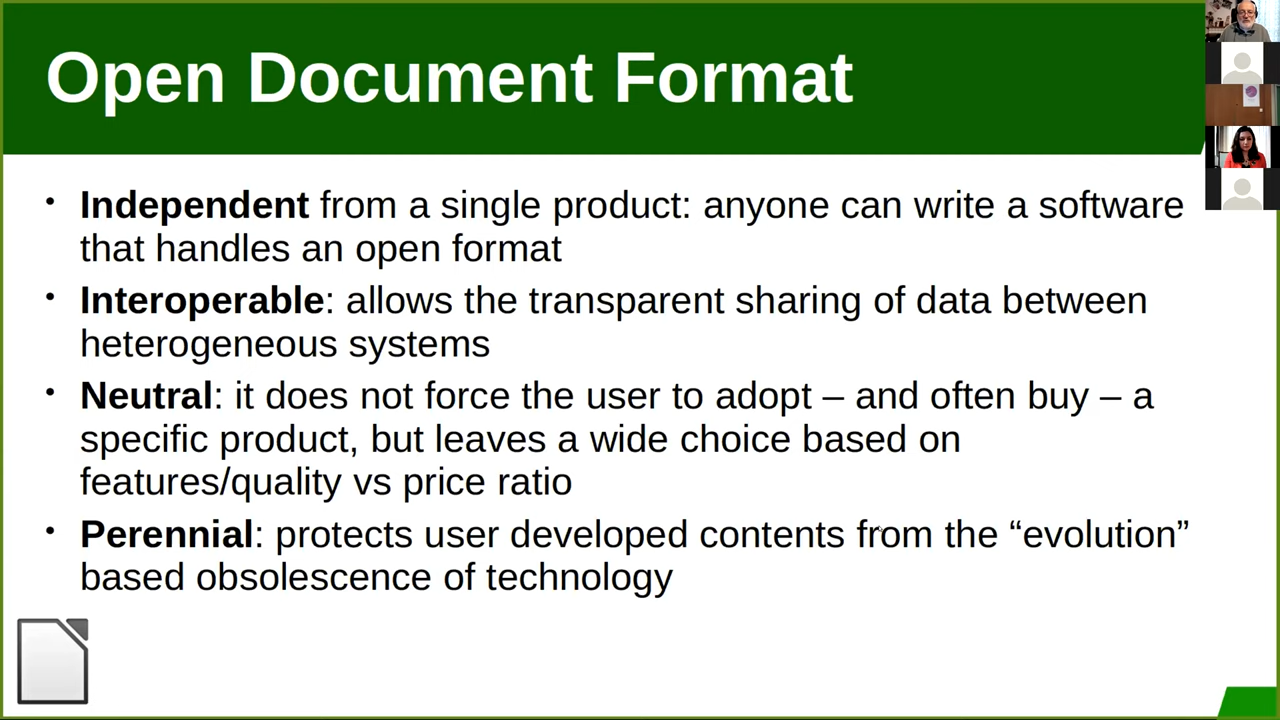 Open Document Format
• Independent from a single product: anyone can write a software
that handles an open format
• Interoperable: allows the transparent sharing of data between
heterogeneous systems
• Neutral: it does not force the user to adopt – and often buy – a
specific product, but leaves a wide choice based on
features/quality vs price ratio
• Perennial: protects user developed contents from the “evolution”
based obsolescence of technology